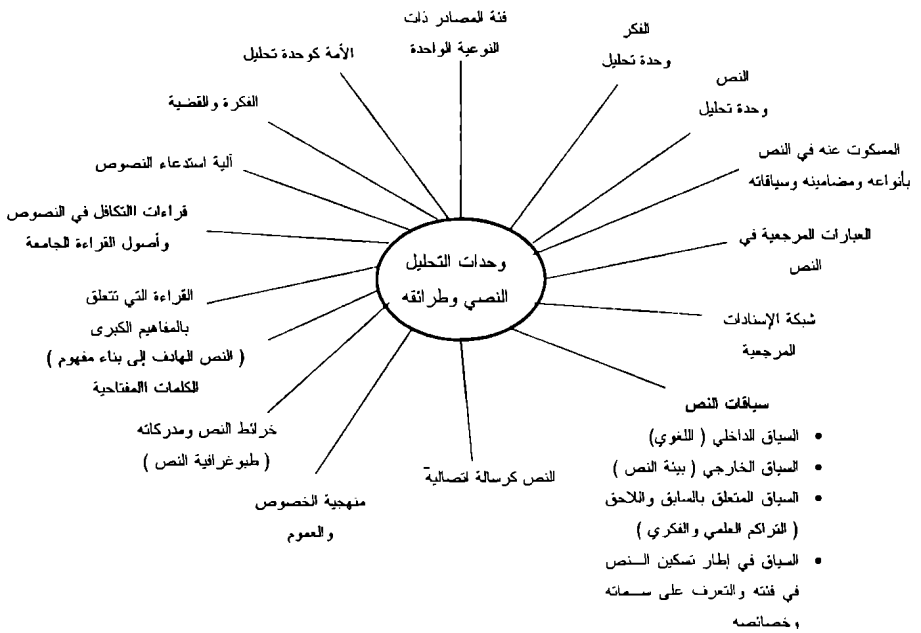 فئة المصادر ذات
النوعية الواحدة
الفكر
وحدة تحليل
النص
وحدة تحليل
المسكوت عنه في النص
بأنواعه ومضامينه وسياقاته
العبارات المرجعية في
النص
شبكة الإسنادات
المرجعية
سياقات النص
• السياق الداخلي ( اللغوي )
• السياق الخارجي ( بيئة النص )
• السياق المتعلق بالسابق واللاحق
( التراكم العلمي والفكري )
• السياق في إطار تسكين الـــنص
في فئته والتعرف على ســـماته
وخصائصه
النص كرسالة اتصالية
منهجية الخصوص
والعموم
خرائط النص ومدركاته
( طبوغرافية النص )
القراءة التي تتعلق
بالمفاهيم الكبرى
( النص الهادف إلى بناء مفهوم )
الكلمات االمفتاحية
قراءات االتكافل في النصوص
وأصول القراءة الجامعة
آلية استدعاء النصوص
الفكرة والقضية
الأمة كوحدة تحليل
وحدات التحليل
النصي وطرائقه